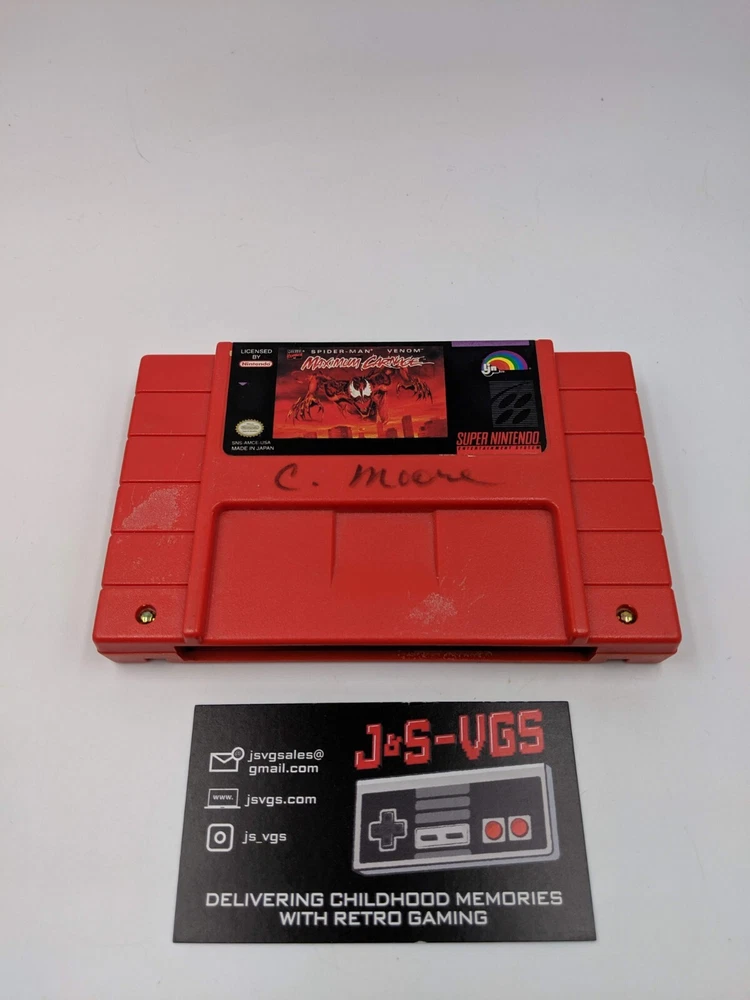 LICENSED
BY
Nintendo
SPIDER-MAN VENOM
MAXIMUM CARNAGE
LJN
SNS-AMCE-USA
MADE IN JAPAN
SUPER NINTENDO
ENTERTAINMENT SYSTEM
C. Moore
J&S-VGS
jsvgsales@
gmail.com
www.
jsvgs.com
js_vgs
DELIVERING CHILDHOOD MEMORIES
WITH RETRO GAMING